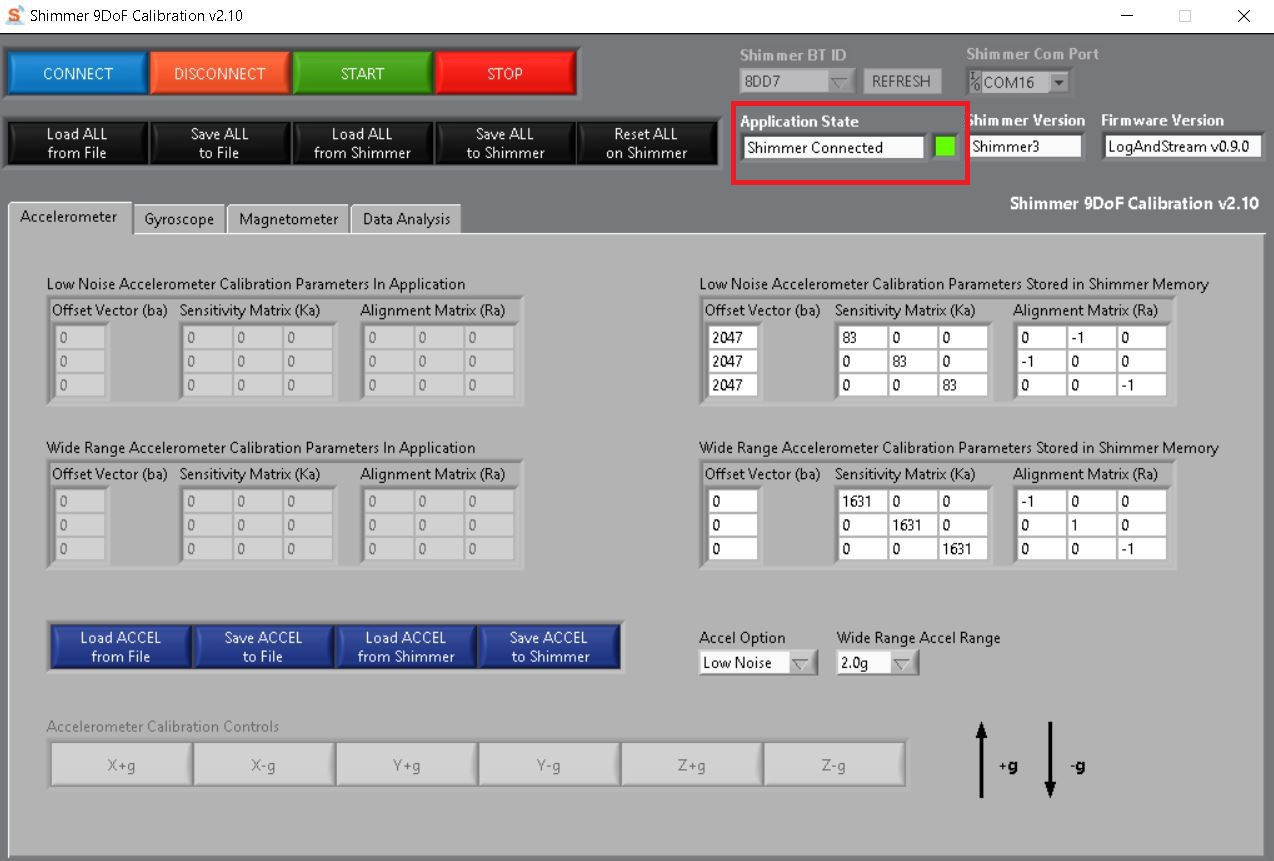 Shimmer 9DoF Calibration v2.10
CONNECT DISCONNECT START STOP
Shimmer BT ID
8DD7 REFRESH
Shimmer Com Port
I/O COM16
Load ALL from File
Save ALL to File
Load ALL from Shimmer
Save ALL to Shimmer
Reset ALL on Shimmer
Application State
Shimmer Connected
Shimmer Version
Shimmer3
Firmware Version
LogAndStream v0.9.0
Shimmer 9DoF Calibration v2.10
Accelerometer Gyroscope Magnetometer Data Analysis
Low Noise Accelerometer Calibration Parameters In Application
Offset Vector (ba) Sensitivity Matrix (Ka) Alignment Matrix (Ra)
0 0 0 0 0 0 0
0 0 0 0 0 0 0
0 0 0 0 0 0 0
Low Noise Accelerometer Calibration Parameters Stored in Shimmer Memory
Offset Vector (ba) Sensitivity Matrix (Ka) Alignment Matrix (Ra)
2047 83 0 0 0 -1 0
2047 0 83 0 -1 0 0
2047 0 0 83 0 0 -1
Wide Range Accelerometer Calibration Parameters In Application
Offset Vector (ba) Sensitivity Matrix (Ka) Alignment Matrix (Ra)
0 0 0 0 0 0 0
0 0 0 0 0 0 0
0 0 0 0 0 0 0
Wide Range Accelerometer Calibration Parameters Stored in Shimmer Memory
Offset Vector (ba) Sensitivity Matrix (Ka) Alignment Matrix (Ra)
0 1631 0 0 -1 0 0
0 0 1631 0 0 1 0
0 0 0 1631 0 0 -1
Load ACCEL from File
Save ACCEL to File
Load ACCEL from Shimmer
Save ACCEL to Shimmer
Accel Option
Low Noise
Wide Range Accel Range
2.0g
Accelerometer Calibration Controls
X+g X-g Y+g Y-g Z+g Z-g
+g -g